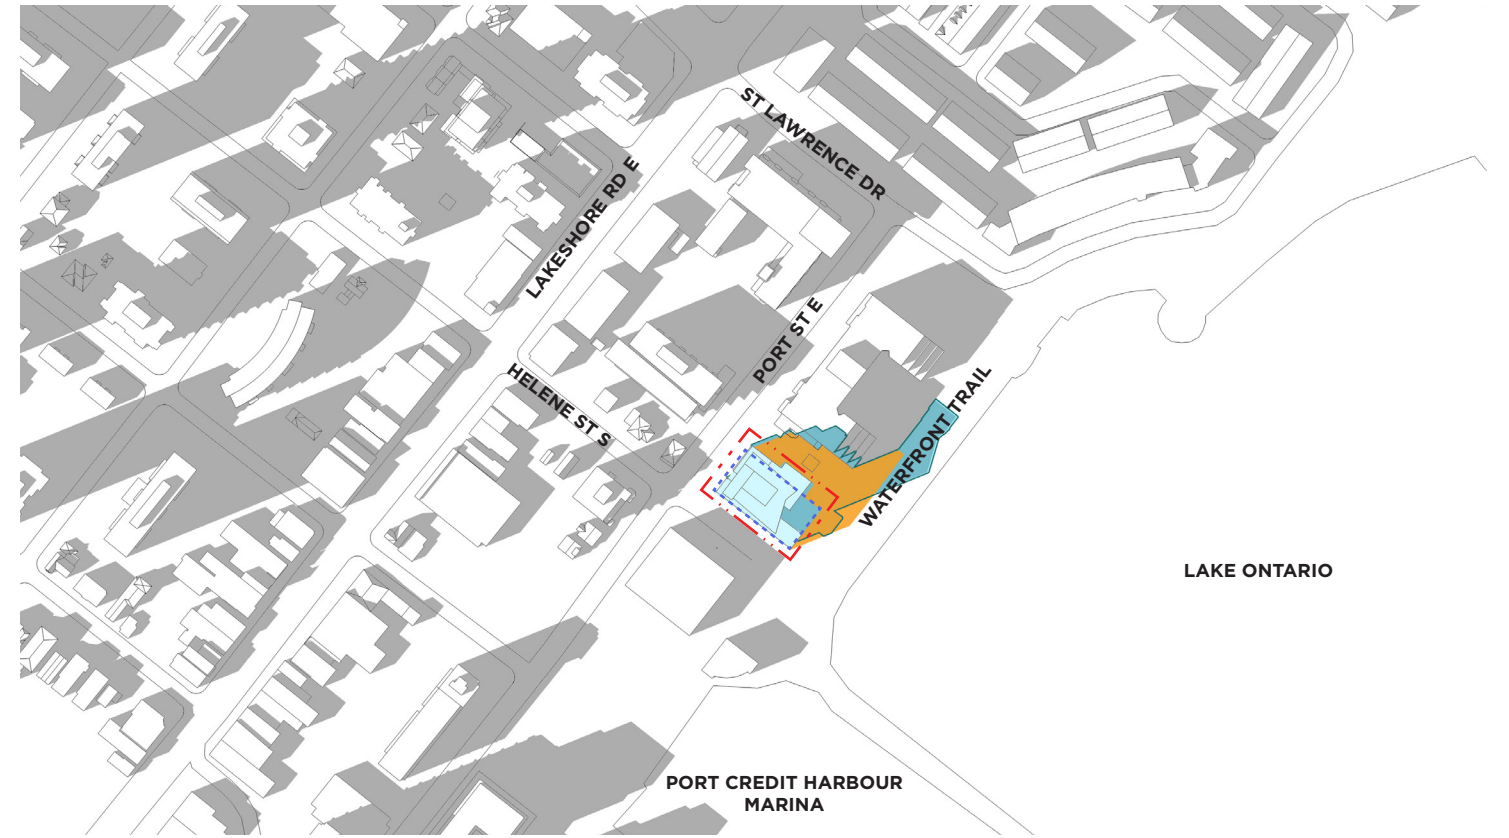 ST LAWRENCE DR
LAKESHORE RD E
PORT ST E
HELENE ST S
WATERFRONT TRAIL
LAKE ONTARIO
PORT CREDIT HARBOUR
MARINA